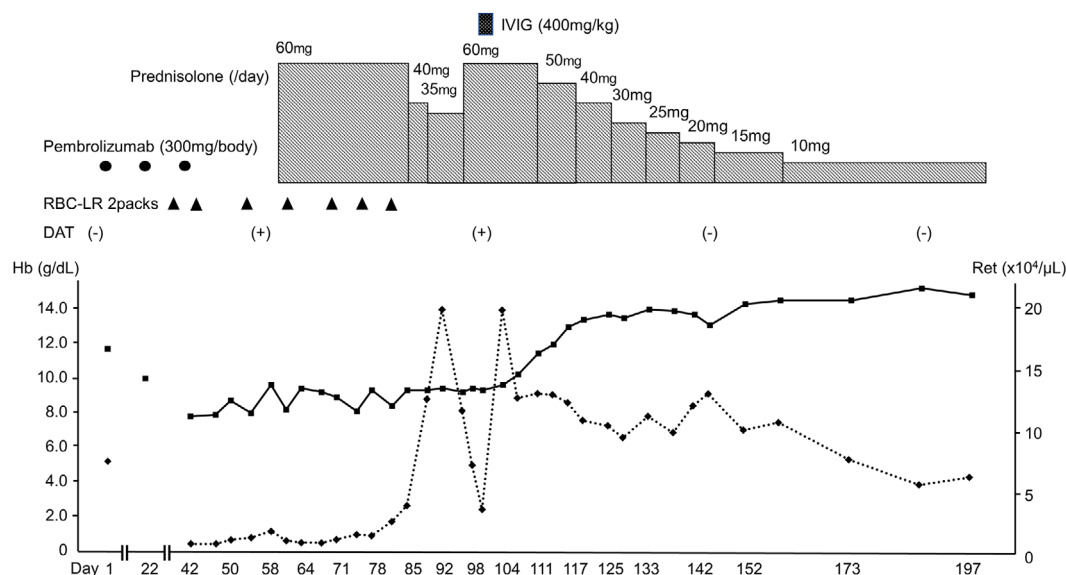 IVIG (400mg/kg)
60mg 60mg
50mg
Prednisolone (/day) 40mg 40mg
35mg 30mg
25mg
20mg
15mg
Pembrolizumab (300mg/body) 10mg
RBC-LR 2packs
DAT (-) (+) (+) (-) (-)
Hb (g/dL) Ret (x10⁴/μL)
14.0 20
12.0
10.0 15
8.0
6.0 10
4.0
2.0 5
0 0
Day 1 22 42 50 58 64 71 78 85 92 98 104 111 117 125 133 142 152 173 197